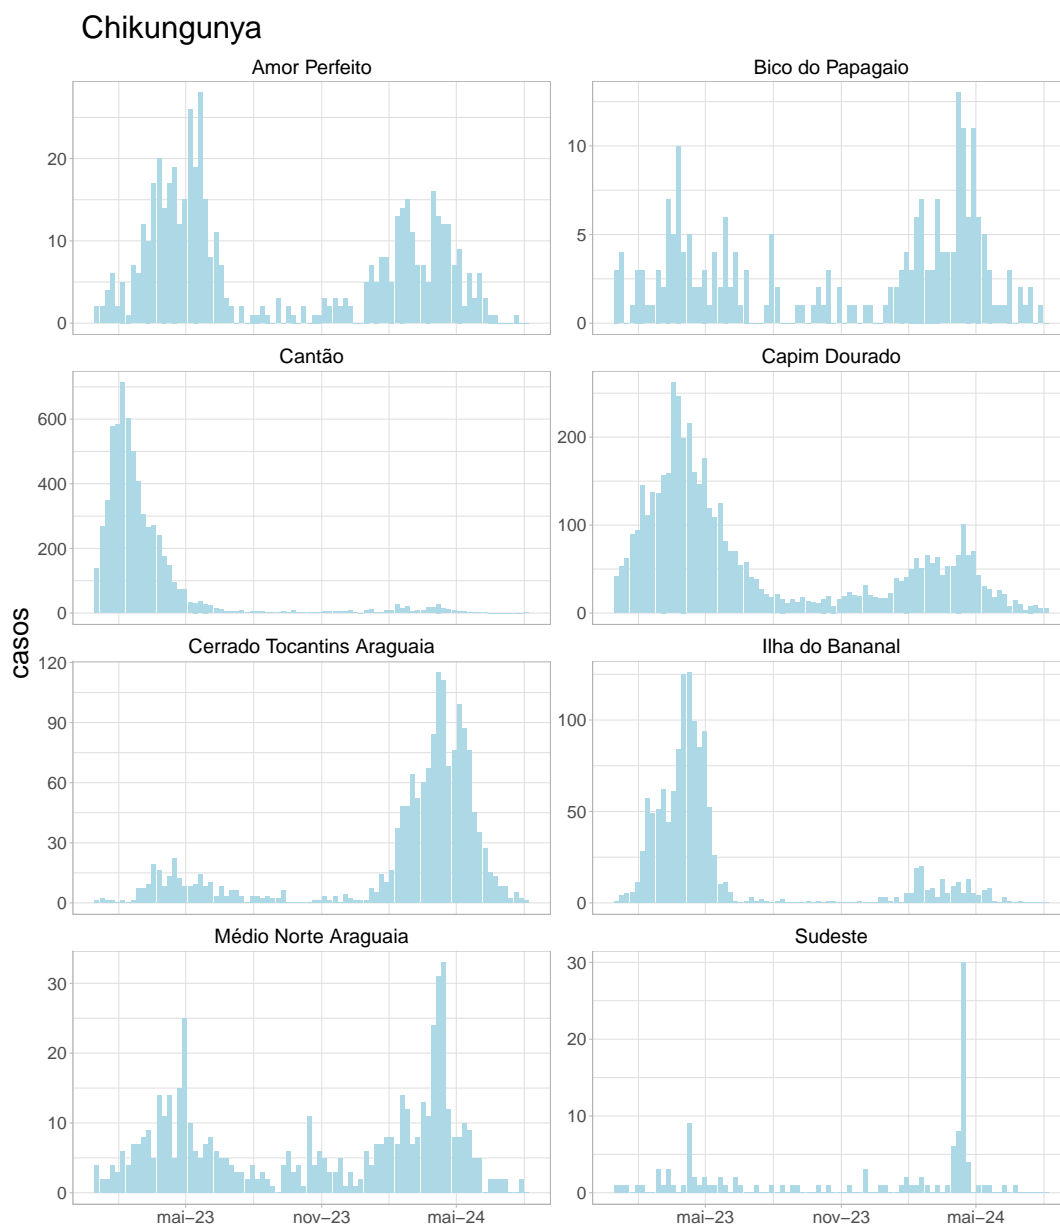 Chikungunya
Amor Perfeito
Bico do Papagaio
20
10
0
10
5
0
Cantão
Capim Dourado
600
400
200
0
200
100
0
casos
Cerrado Tocantins Araguaia
Ilha do Bananal
120
90
60
30
0
100
50
0
Médio Norte Araguaia
Sudeste
30
20
10
0
30
20
10
0
mai–23
nov–23
mai–24
mai–23
nov–23
mai–24